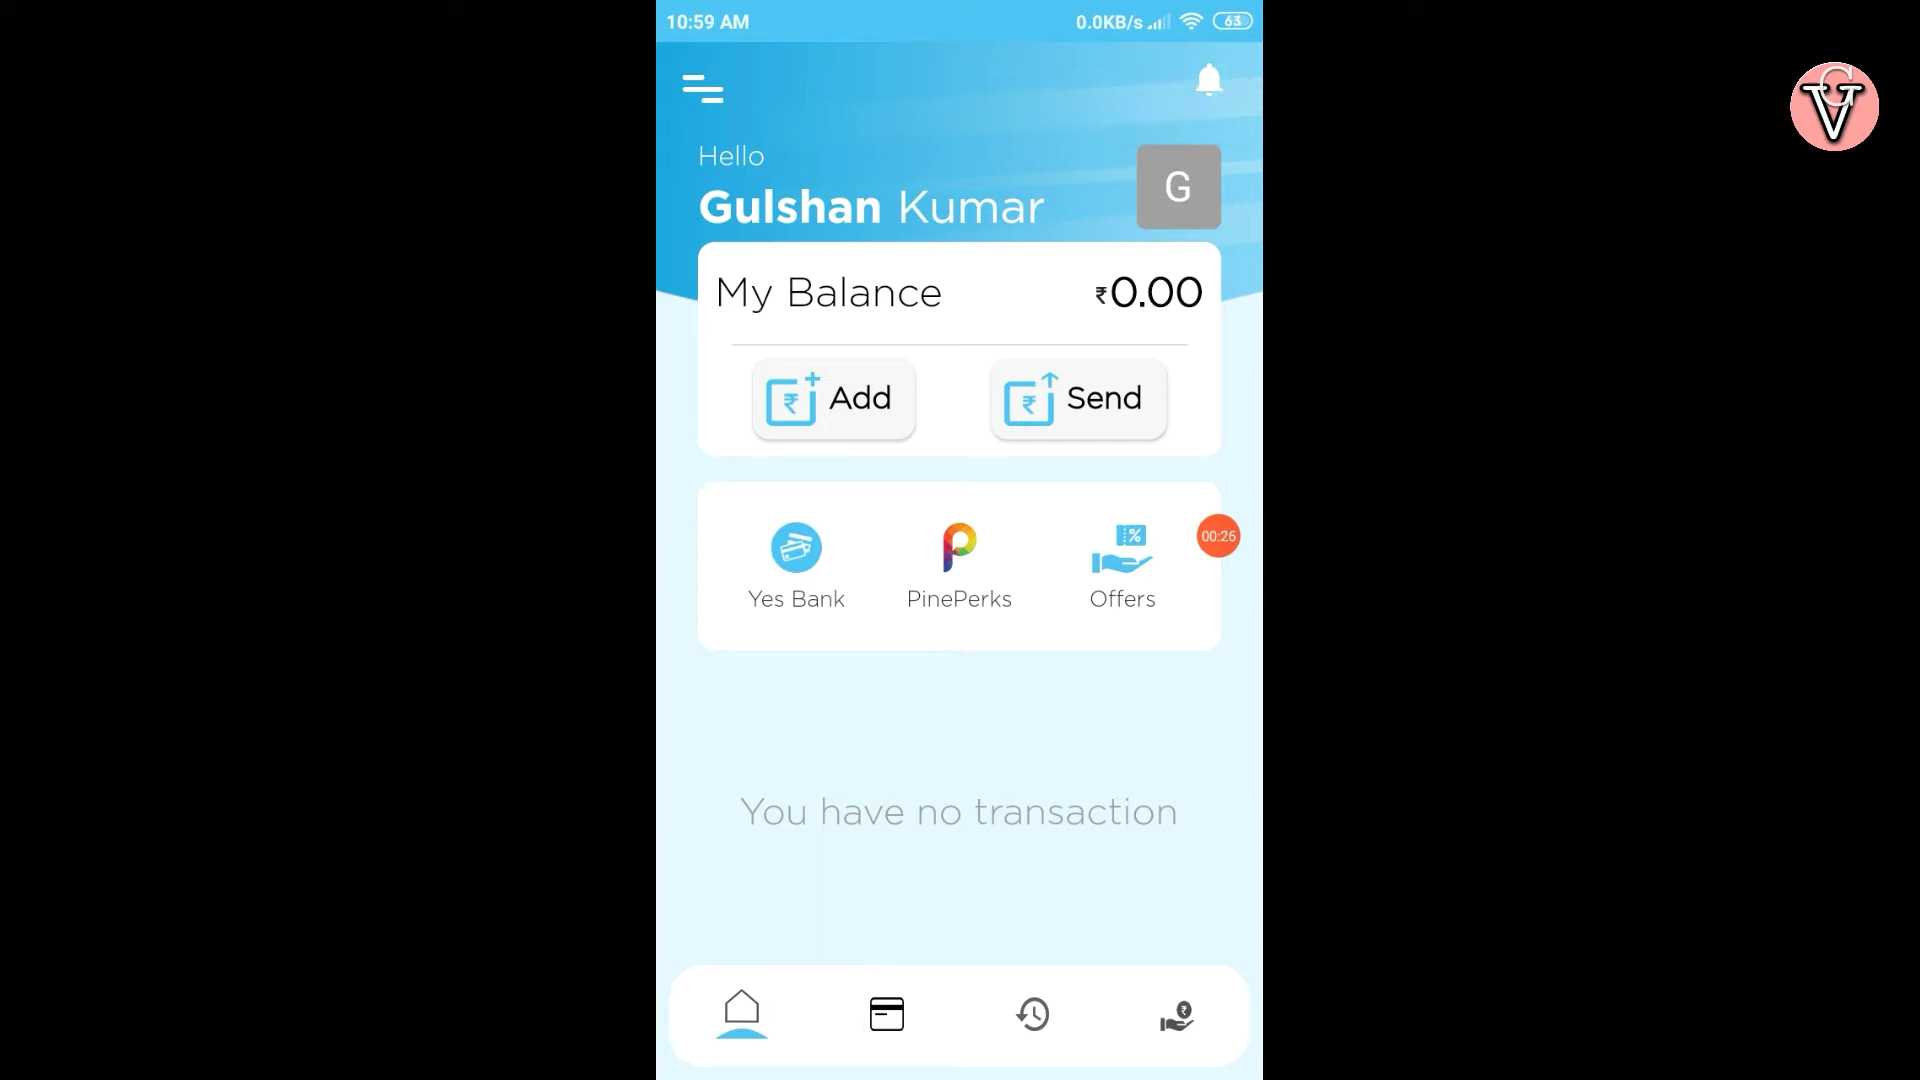 10:59 AM
0.0KB/s
63
Hello
G
Gulshan Kumar
My Balance
₹0.00
₹ Add
₹ Send
%
00:26
Yes Bank
PinePerks
Offers
You have no transaction
₹
GV